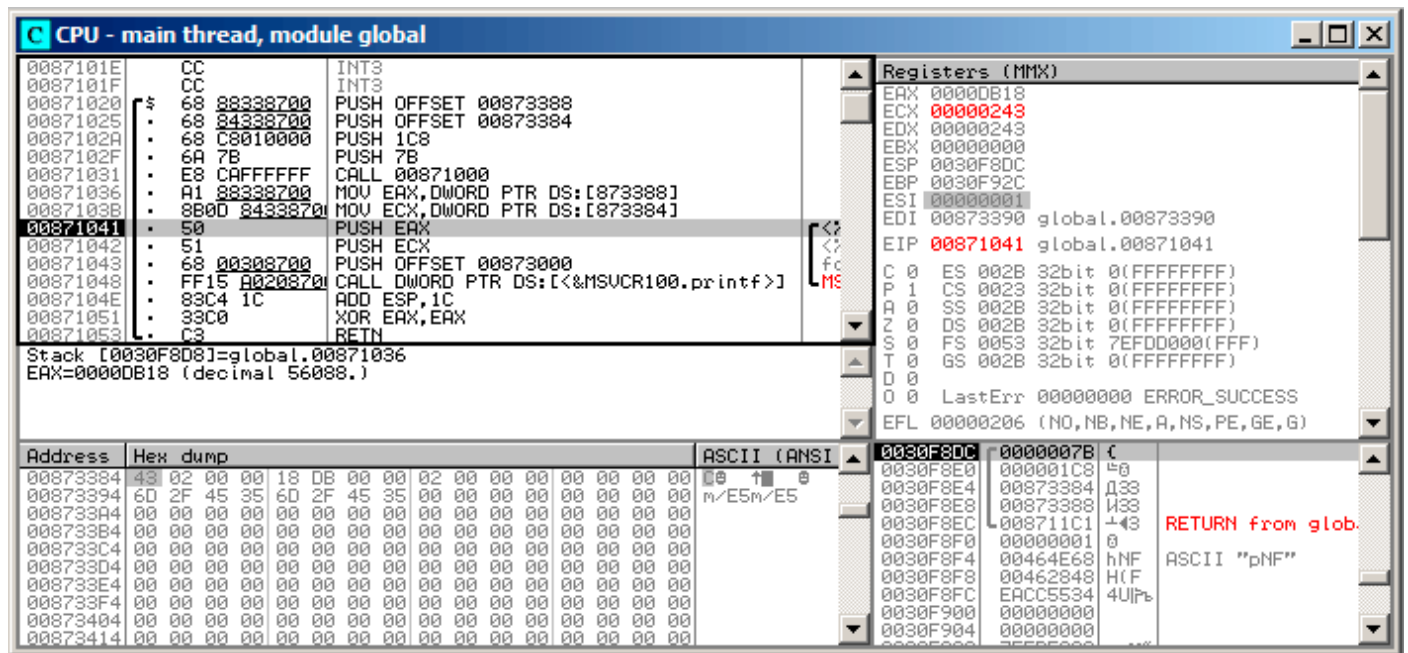 C CPU - main thread, module global
0087101E CC INT3
0087101F CC INT3
00871020 $ 68 88338700 PUSH OFFSET 00873388
00871025 . 68 84338700 PUSH OFFSET 00873384
0087102A . 68 C8010000 PUSH 1C8
0087102F . 6A 7B PUSH 7B
00871031 . E8 CAFFFFFF CALL 00871000
00871036 . A1 88338700 MOV EAX,DWORD PTR DS:[873388]
0087103B . 8B0D 84338700 MOV ECX,DWORD PTR DS:[873384]
00871041 . 50 PUSH EAX <%
00871042 . 51 PUSH ECX <%
00871043 . 68 00308700 PUSH OFFSET 00873000 fo
00871048 . FF15 A0208700 CALL DWORD PTR DS:[<&MSVCR100.printf>] MS
0087104E . 83C4 1C ADD ESP,1C
00871051 . 33C0 XOR EAX,EAX
00871053 . C3 RETN
Stack [0030F8D8]=global.00871036
EAX=0000DB18 (decimal 56088.)
Registers (MMX)
EAX 0000DB18
ECX 00000243
EDX 00000243
EBX 00000000
ESP 0030F8DC
EBP 0030F92C
ESI 00000001
EDI 00873390 global.00873390
EIP 00871041 global.00871041
C 0 ES 002B 32bit 0(FFFFFFFF)
P 1 CS 0023 32bit 0(FFFFFFFF)
A 0 SS 002B 32bit 0(FFFFFFFF)
Z 0 DS 002B 32bit 0(FFFFFFFF)
S 0 FS 0053 32bit 7EFDD000(FFF)
T 0 GS 002B 32bit 0(FFFFFFFF)
D 0
O 0 LastErr 00000000 ERROR_SUCCESS
EFL 00000206 (NO,NB,NE,A,NS,PE,GE,G)
Address Hex dump ASCII (ANSI
00873384 43 02 00 00 18 DB 00 00 02 00 00 00 00 00 00 00
00873394 6D 2F 45 35 6D 2F 45 35 00 00 00 00 00 00 00 00 m/E5m/E5
008733A4 00 00 00 00 00 00 00 00 00 00 00 00 00 00 00 00
008733B4 00 00 00 00 00 00 00 00 00 00 00 00 00 00 00 00
008733C4 00 00 00 00 00 00 00 00 00 00 00 00 00 00 00 00
008733D4 00 00 00 00 00 00 00 00 00 00 00 00 00 00 00 00
008733E4 00 00 00 00 00 00 00 00 00 00 00 00 00 00 00 00
008733F4 00 00 00 00 00 00 00 00 00 00 00 00 00 00 00 00
00873404 00 00 00 00 00 00 00 00 00 00 00 00 00 00 00 00
00873414 00 00 00 00 00 00 00 00 00 00 00 00 00 00 00 00
0030F8DC 0000007B {
0030F8E0 000001C8
0030F8E4 00873384 Д33
0030F8E8 00873388 И33
0030F8EC 008711C1 RETURN from glob
0030F8F0 00000001
0030F8F4 00464E68 hNF ASCII "pNF"
0030F8F8 00462848 H(F
0030F8FC EACC5534 4U
0030F900 00000000
0030F904 00000000